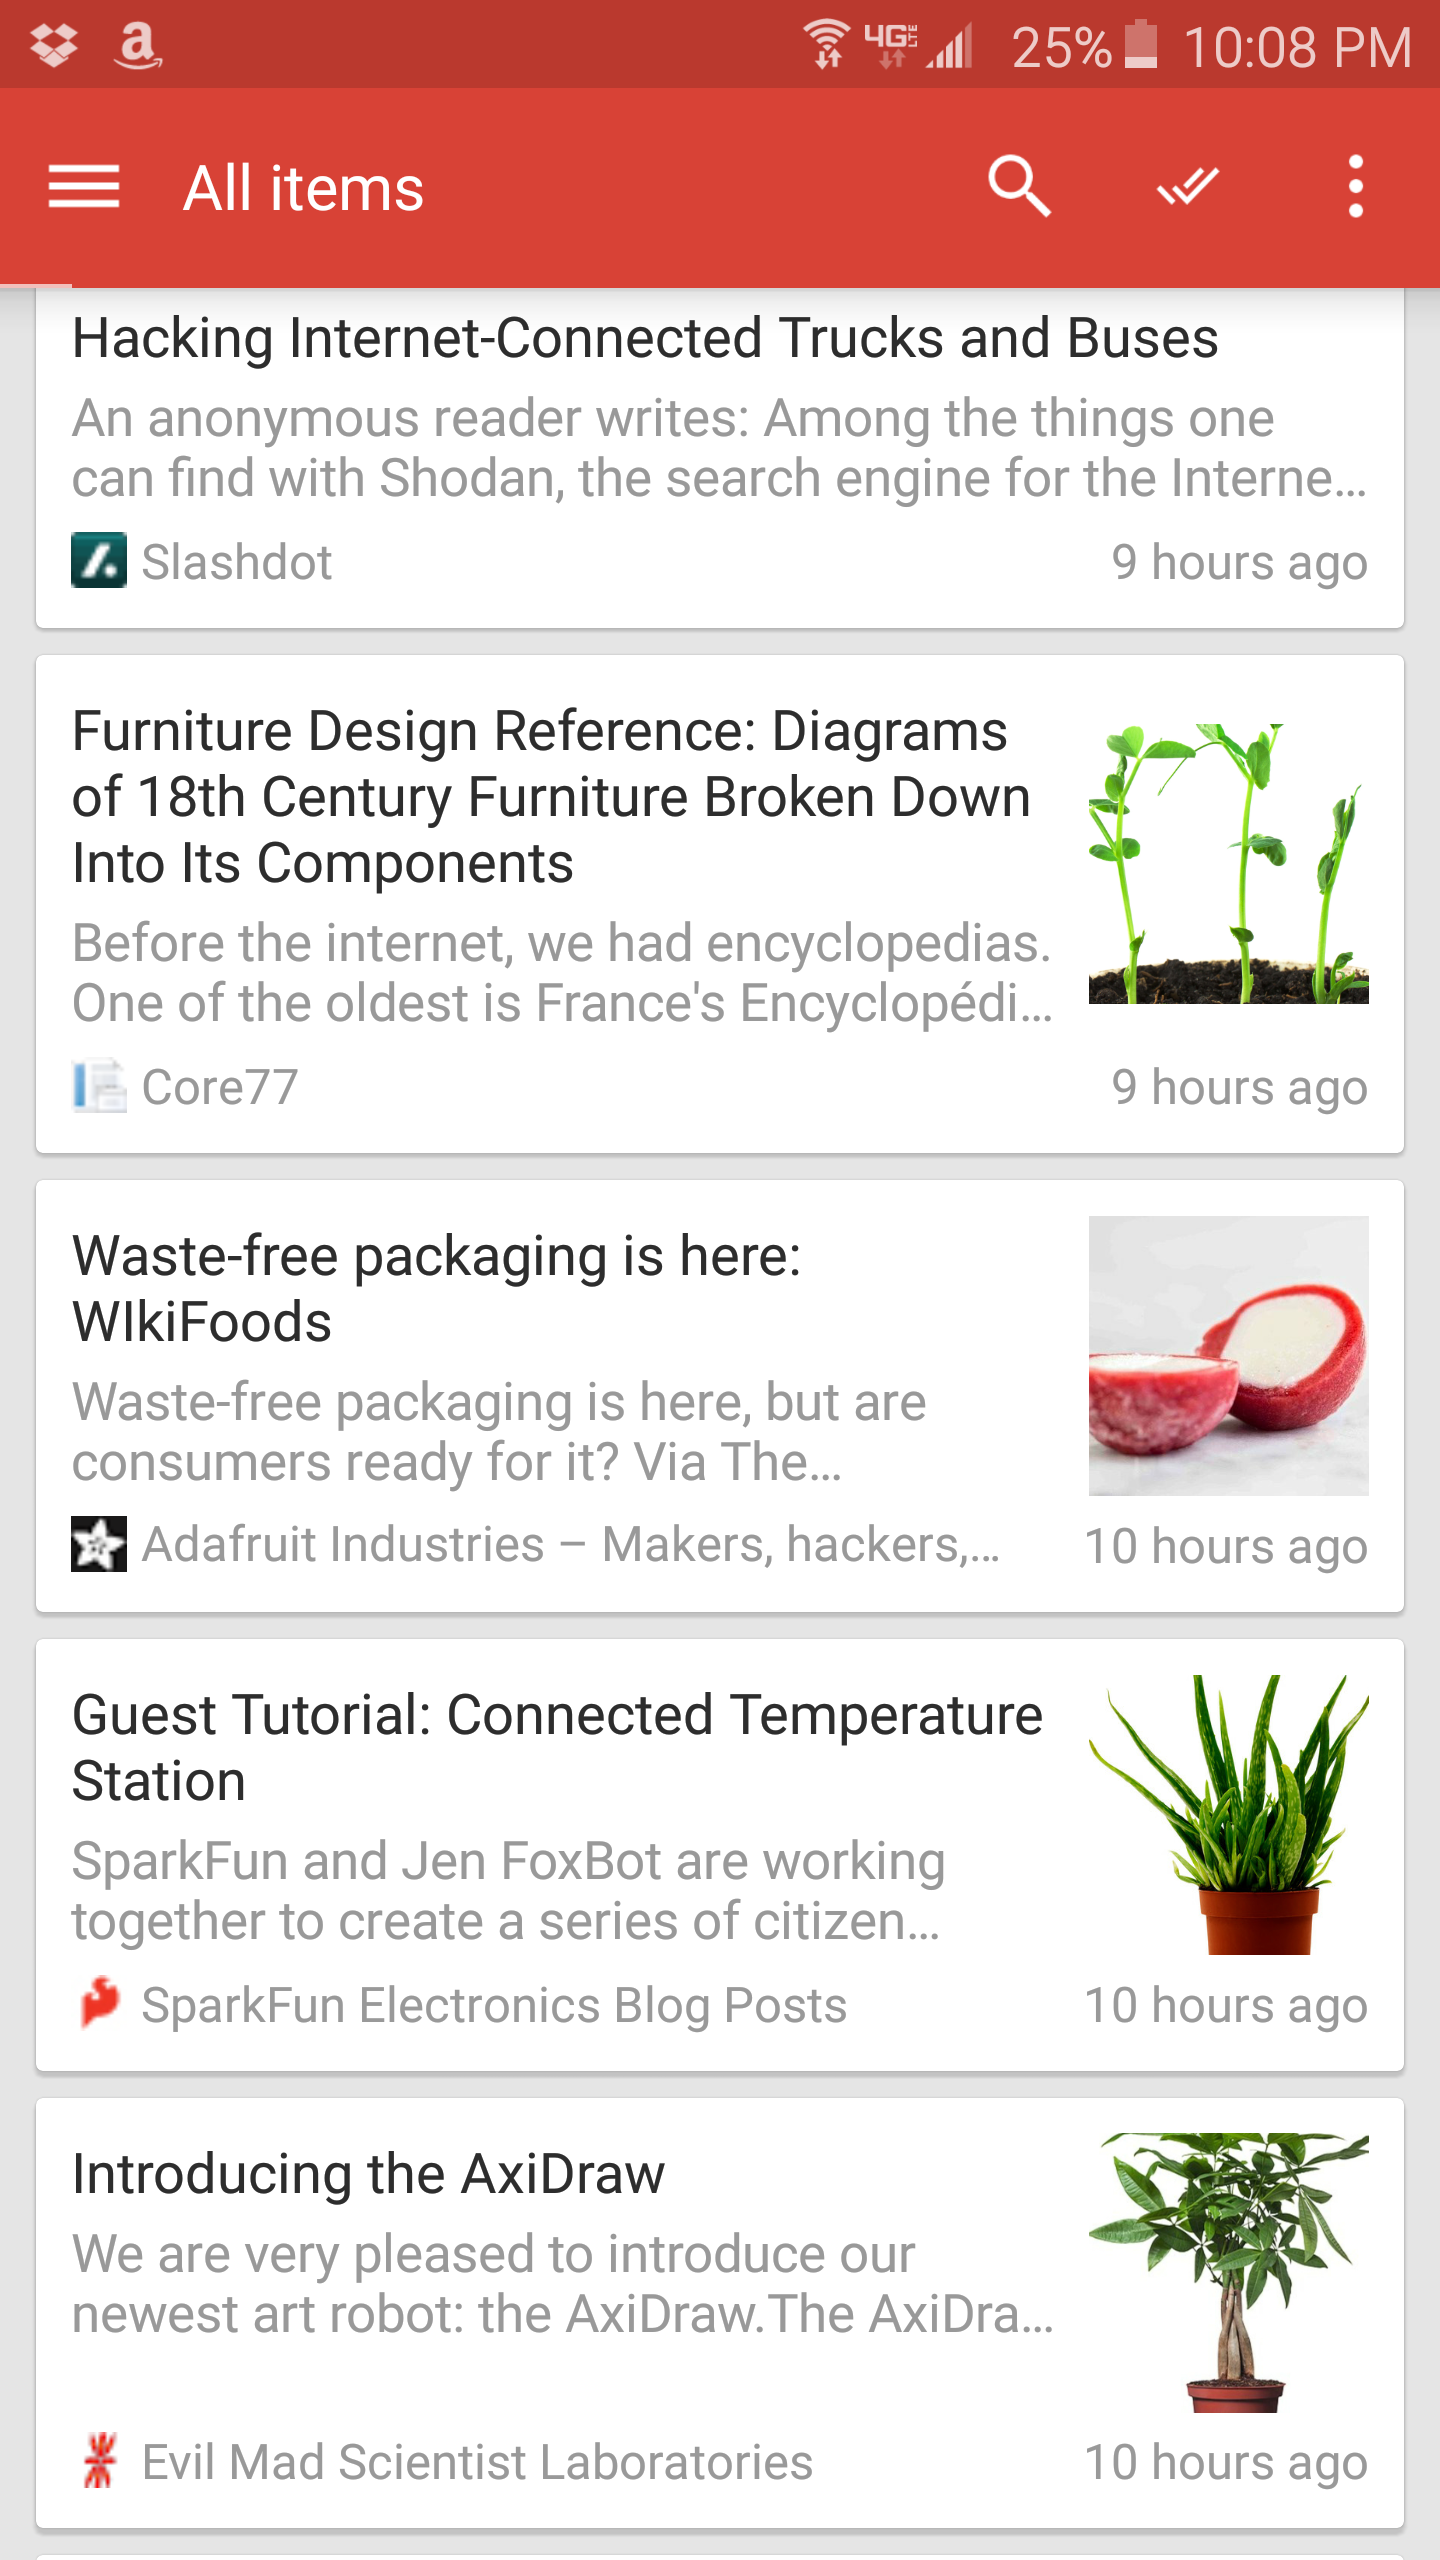 4G LTE 25% 10:08 PM
All items
Hacking Internet-Connected Trucks and Buses
An anonymous reader writes: Among the things one
can find with Shodan, the search engine for the Interne...
Slashdot 9 hours ago
Furniture Design Reference: Diagrams
of 18th Century Furniture Broken Down
Into Its Components
Before the internet, we had encyclopedias.
One of the oldest is France's Encyclopédi...
Core77 9 hours ago
Waste-free packaging is here:
WIkiFoods
Waste-free packaging is here, but are
consumers ready for it? Via The...
Adafruit Industries – Makers, hackers,... 10 hours ago
Guest Tutorial: Connected Temperature
Station
SparkFun and Jen FoxBot are working
together to create a series of citizen...
SparkFun Electronics Blog Posts 10 hours ago
Introducing the AxiDraw
We are very pleased to introduce our
newest art robot: the AxiDraw.The AxiDra...
Evil Mad Scientist Laboratories 10 hours ago